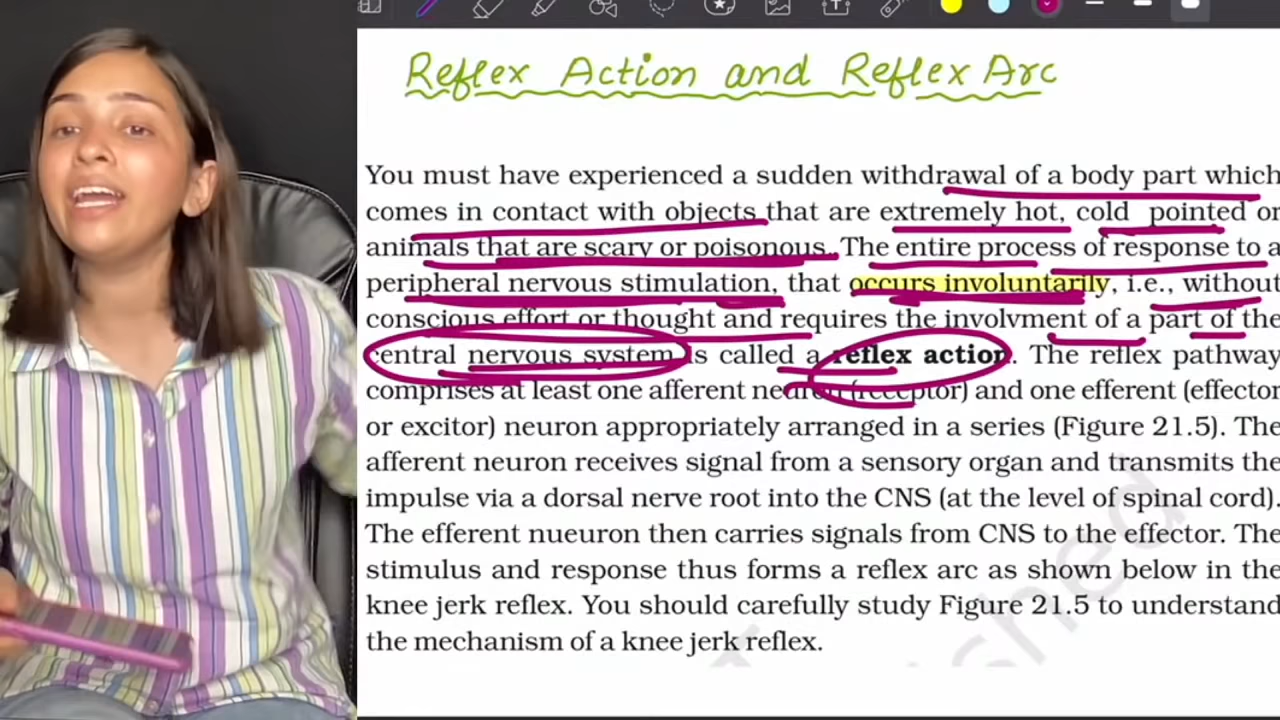 Reflex Action and Reflex Arc
You must have experienced a sudden withdrawal of a body part which
comes in contact with objects that are extremely hot, cold pointed or
animals that are scary or poisonous. The entire process of response to a
peripheral nervous stimulation, that occurs involuntarily, i.e., without
conscious effort or thought and requires the involvment of a part of the
central nervous system is called a reflex action. The reflex pathway
comprises at least one afferent neuron (receptor) and one efferent (effector
or excitor) neuron appropriately arranged in a series (Figure 21.5). The
afferent neuron receives signal from a sensory organ and transmits the
impulse via a dorsal nerve root into the CNS (at the level of spinal cord).
The efferent nueuron then carries signals from CNS to the effector. The
stimulus and response thus forms a reflex arc as shown below in the
knee jerk reflex. You should carefully study Figure 21.5 to understand
the mechanism of a knee jerk reflex.